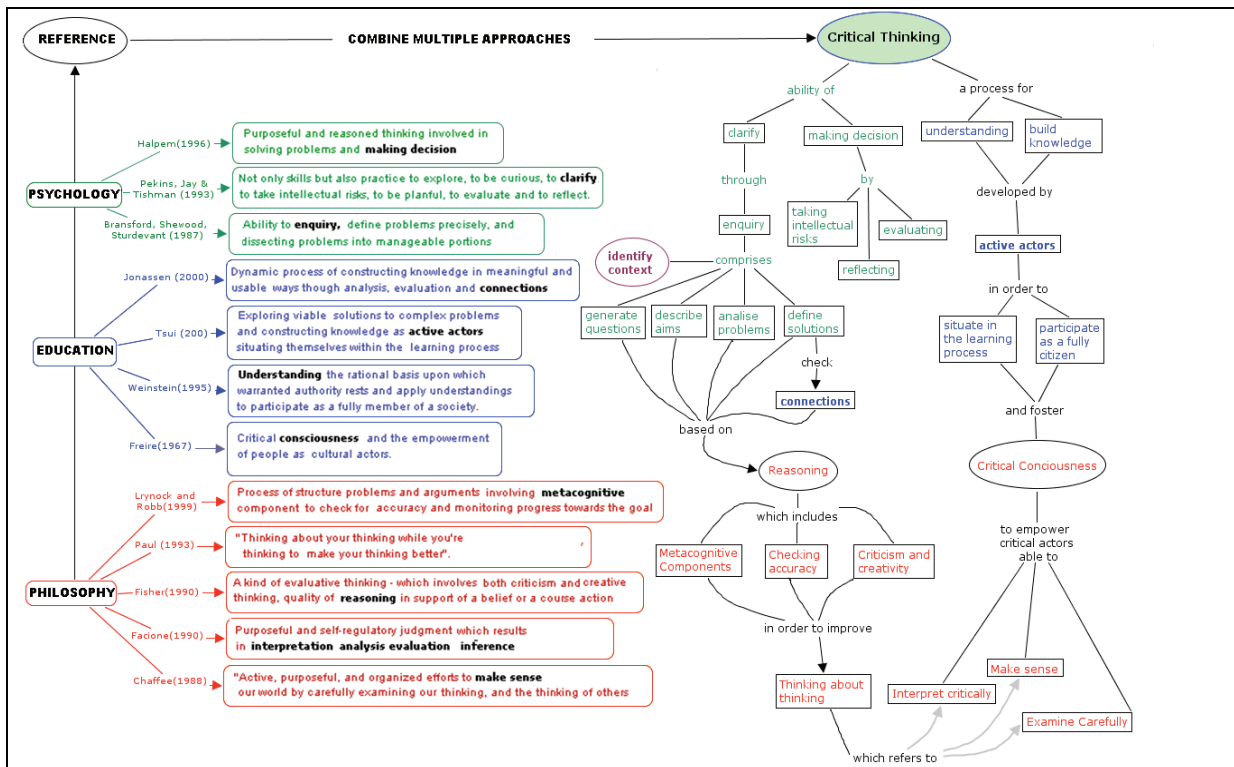 REFERENCE
COMBINE MULTIPLE APPROACHES
Critical Thinking
PSYCHOLOGY
Halpem(1996)
Purposeful and reasoned thinking involved in
solving problems and making decision
Pekins, Jay &
Tishman (1993)
Not only skills but also practice to explore, to be curious, to clarify
to take intellectual risks, to be planful, to evaluate and to reflect.
Bransford, Shewood,
Sturdevant (1987)
Ability to enquiry, define problems precisely, and
dissecting problems into manageable portions
EDUCATION
Jonassen (2000)
Dynamic process of constructing knowledge in meaningful and
usable ways though analysis, evaluation and connections
Tsui (200)
Exploring viable solutions to complex problems
and constructing knowledge as active actors
situating themselves within the learning process
Weinstein(1995)
Understanding the rational basis upon which
warranted authority rests and apply understandings
to participate as a fully member of a society.
Freire(1967)
Critical consciousness and the empowerment
of people as cultural actors.
PHILOSOPHY
Lrynock and
Robb(1999)
Process of structure problems and arguments involving metacognitive
component to check for accuracy and monitoring progress towards the goal
Paul (1993)
"Thinking about your thinking while you're
thinking to make your thinking better".
Fisher(1990)
A kind of evaluative thinking - which involves both criticism and creative
thinking, quality of reasoning in support of a belief or a course action
Facione(1990)
Purposeful and self-regulatory judgment which results
in interpretation analysis evaluation inference
Chaffee(1988)
"Active, purposeful, and organized efforts to make sense
our world by carefully examining our thinking, and the thinking of others
ability of
clarify
making decision
through
by
enquiry
taking
intellectual
risks
evaluating
reflecting
identify
context
comprises
generate
questions
describe
aims
analise
problems
define
solutions
check
connections
based on
Reasoning
which includes
Metacognitive
Components
Checking
accuracy
Criticism and
creativity
in order to improve
Thinking about
thinking
which refers to
a process for
understanding
build
knowledge
developed by
active actors
in order to
situate in
the learning
process
participate
as a fully
citizen
and foster
Critical Conciousness
to empower
critical actors
able to
Make sense
Interpret critically
Examine Carefully